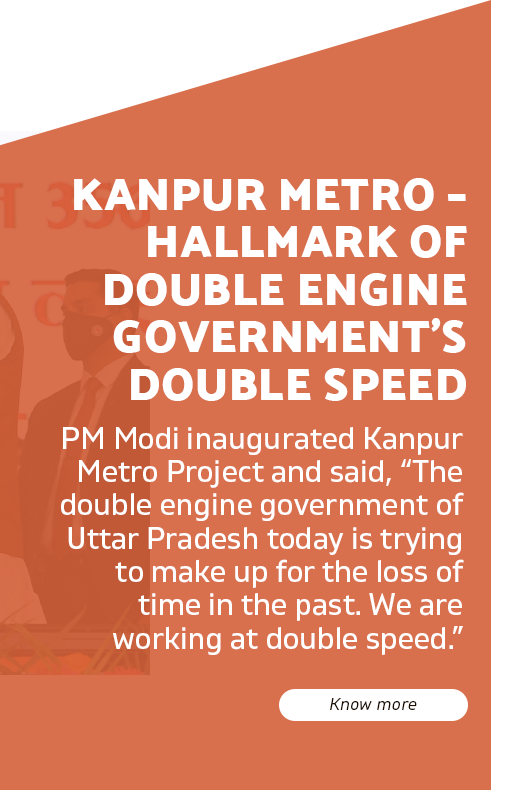 KANPUR METRO –
HALLMARK OF
DOUBLE ENGINE
GOVERNMENT’S
DOUBLE SPEED
PM Modi inaugurated Kanpur
Metro Project and said, “The
double engine government of
Uttar Pradesh today is trying
to make up for the loss of
time in the past. We are
working at double speed.”
Know more